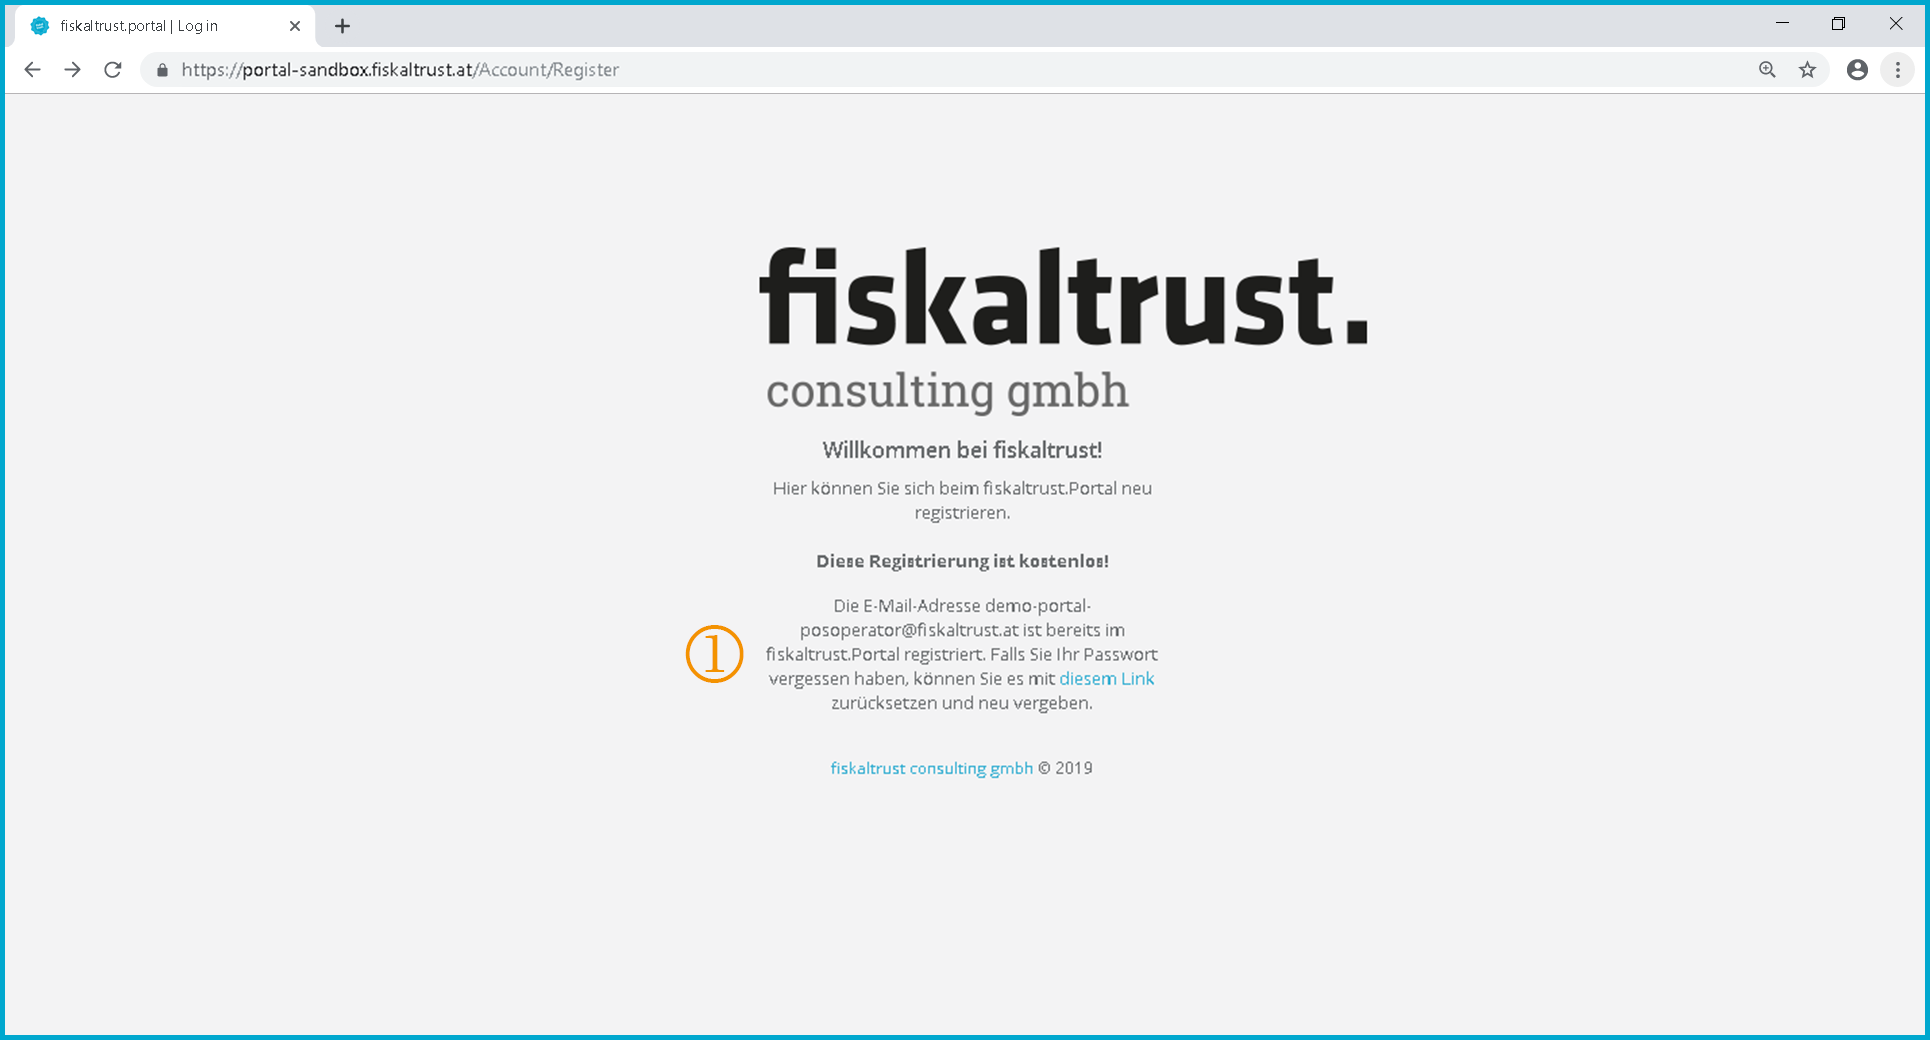 fiskaltrust.portal | Log in
https://portal-sandbox.fiskaltrust.at/Account/Register
fiskaltrust.
consulting gmbh
Willkommen bei fiskaltrust!
Hier können Sie sich beim fiskaltrust.Portal neu
registrieren.
Diese Registrierung ist kostenlos!
Die E-Mail-Adresse demo-portal-
posoperator@fiskaltrust.at ist bereits im
① fiskaltrust.Portal registriert. Falls Sie Ihr Passwort
vergessen haben, können Sie es mit diesem Link
zurücksetzen und neu vergeben.
fiskaltrust consulting gmbh © 2019